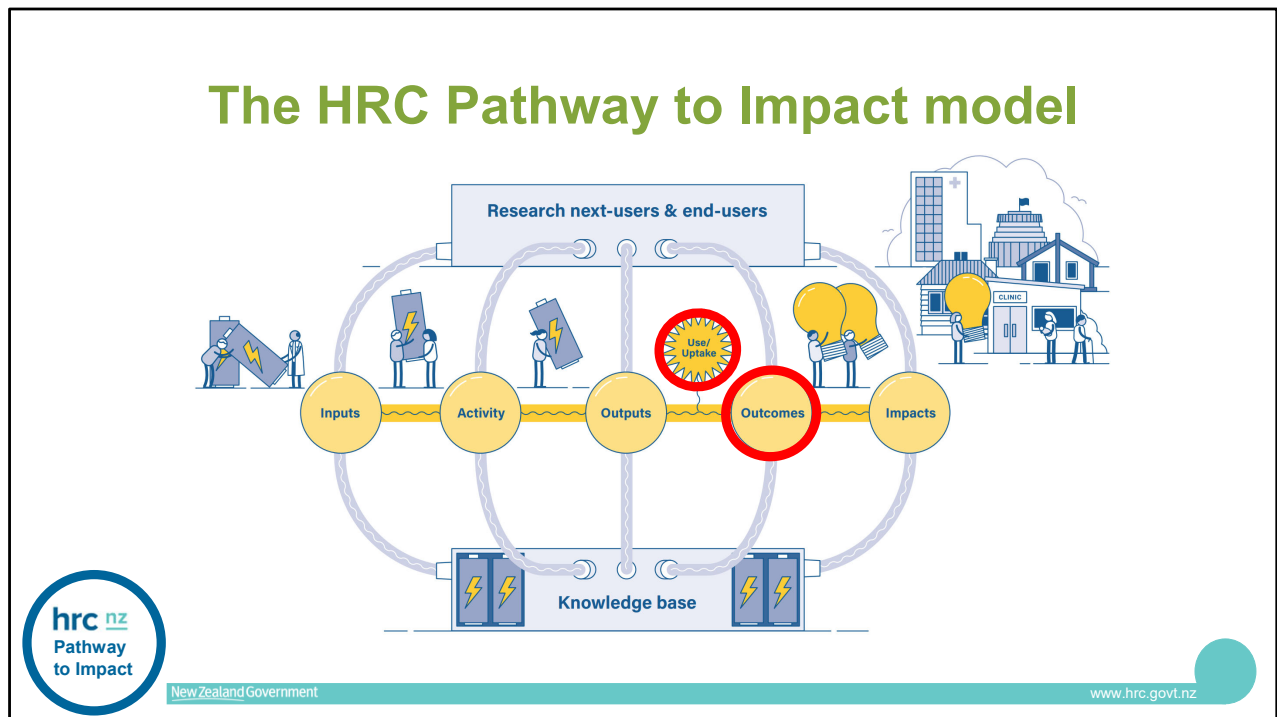 The HRC Pathway to Impact model
Research next-users & end-users
CLINIC
Use/
Uptake
Inputs
Activity
Outputs
Outcomes
Impacts
Knowledge base
hrc nz
Pathway
to Impact
New Zealand Government
www.hrc.govt.nz